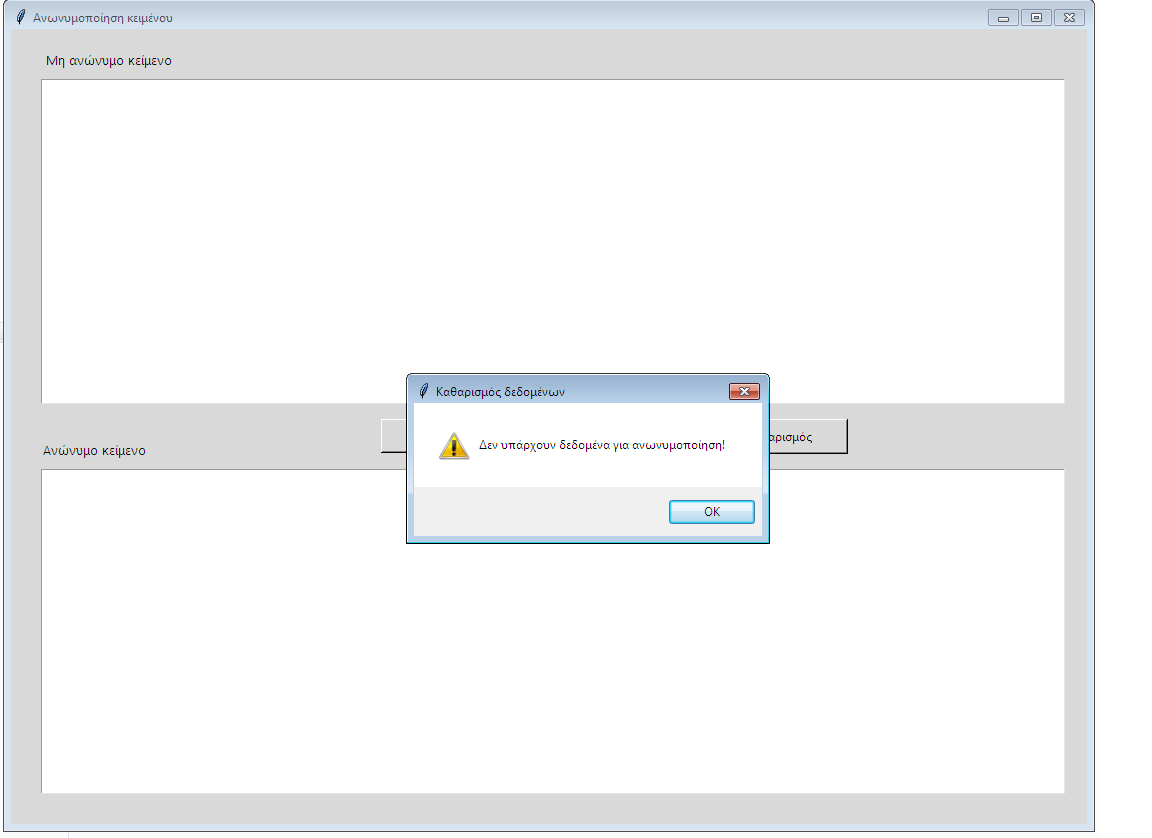 Ανωνυμοποίηση κειμένου
Μη ανώνυμο κείμενο
Καθαρισμός δεδομένων
Δεν υπάρχουν δεδομένα για ανωνυμοποίηση!
αρισμός
Ανώνυμο κείμενο
OK